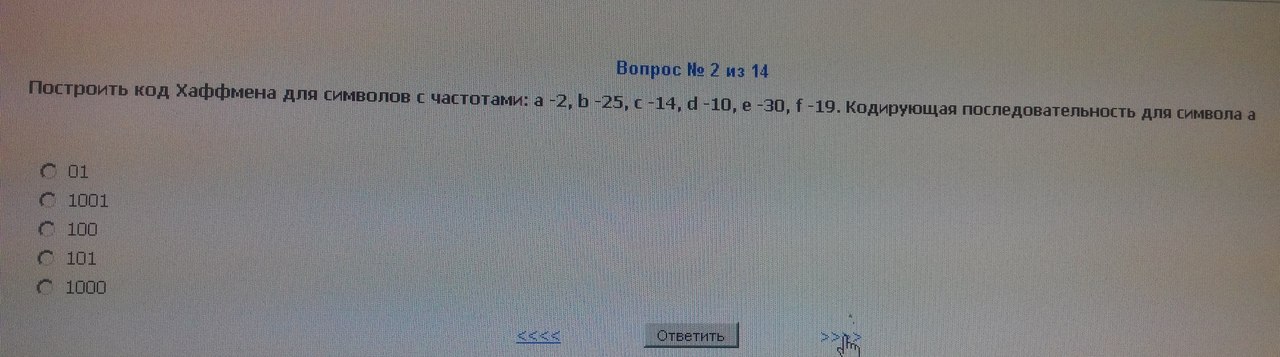 Вопрос № 2 из 14
Построить код Хаффмена для символов с частотами: a -2, b -25, c -14, d -10, e -30, f -19. Кодирующая последовательность для символа a
01
1001
100
101
1000
<<<<
Ответить
>>>>